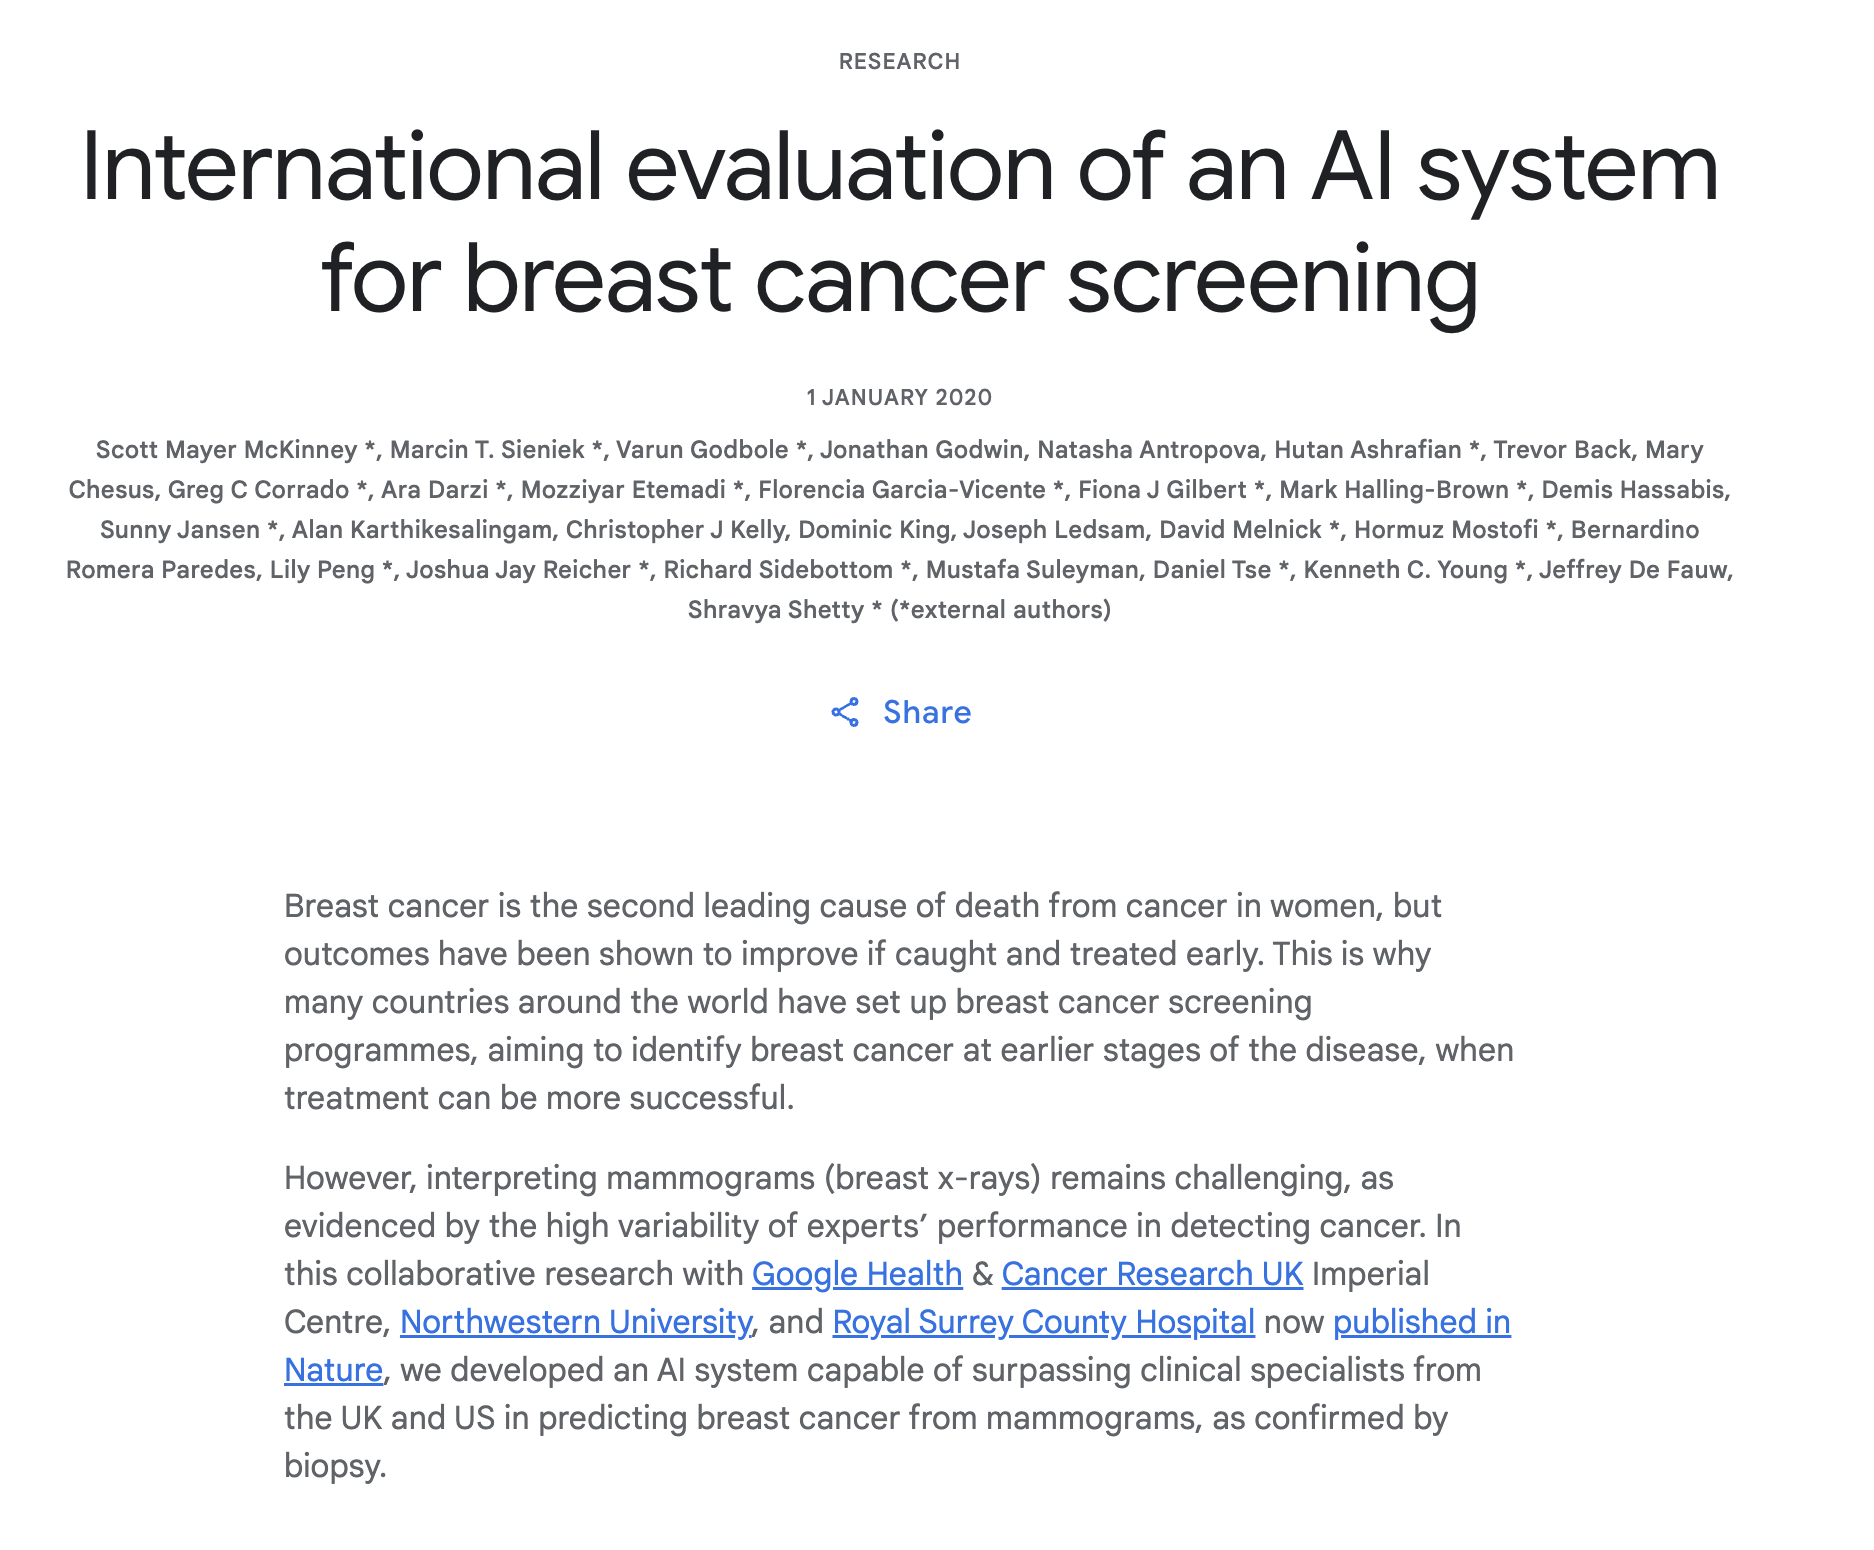 RESEARCH
International evaluation of an AI system
for breast cancer screening
1 JANUARY 2020
Scott Mayer McKinney *, Marcin T. Sieniek *, Varun Godbole *, Jonathan Godwin, Natasha Antropova, Hutan Ashrafian *, Trevor Back, Mary
Chesus, Greg C Corrado *, Ara Darzi *, Mozziyar Etemadi *, Florencia Garcia-Vicente *, Fiona J Gilbert *, Mark Halling-Brown *, Demis Hassabis,
Sunny Jansen *, Alan Karthikesalingam, Christopher J Kelly, Dominic King, Joseph Ledsam, David Melnick *, Hormuz Mostofi *, Bernardino
Romera Paredes, Lily Peng *, Joshua Jay Reicher *, Richard Sidebottom *, Mustafa Suleyman, Daniel Tse *, Kenneth C. Young *, Jeffrey De Fauw,
Shravya Shetty * (*external authors)
Share
Breast cancer is the second leading cause of death from cancer in women, but
outcomes have been shown to improve if caught and treated early. This is why
many countries around the world have set up breast cancer screening
programmes, aiming to identify breast cancer at earlier stages of the disease, when
treatment can be more successful.
However, interpreting mammograms (breast x-rays) remains challenging, as
evidenced by the high variability of experts’ performance in detecting cancer. In
this collaborative research with Google Health & Cancer Research UK Imperial
Centre, Northwestern University, and Royal Surrey County Hospital now published in
Nature, we developed an AI system capable of surpassing clinical specialists from
the UK and US in predicting breast cancer from mammograms, as confirmed by
biopsy.